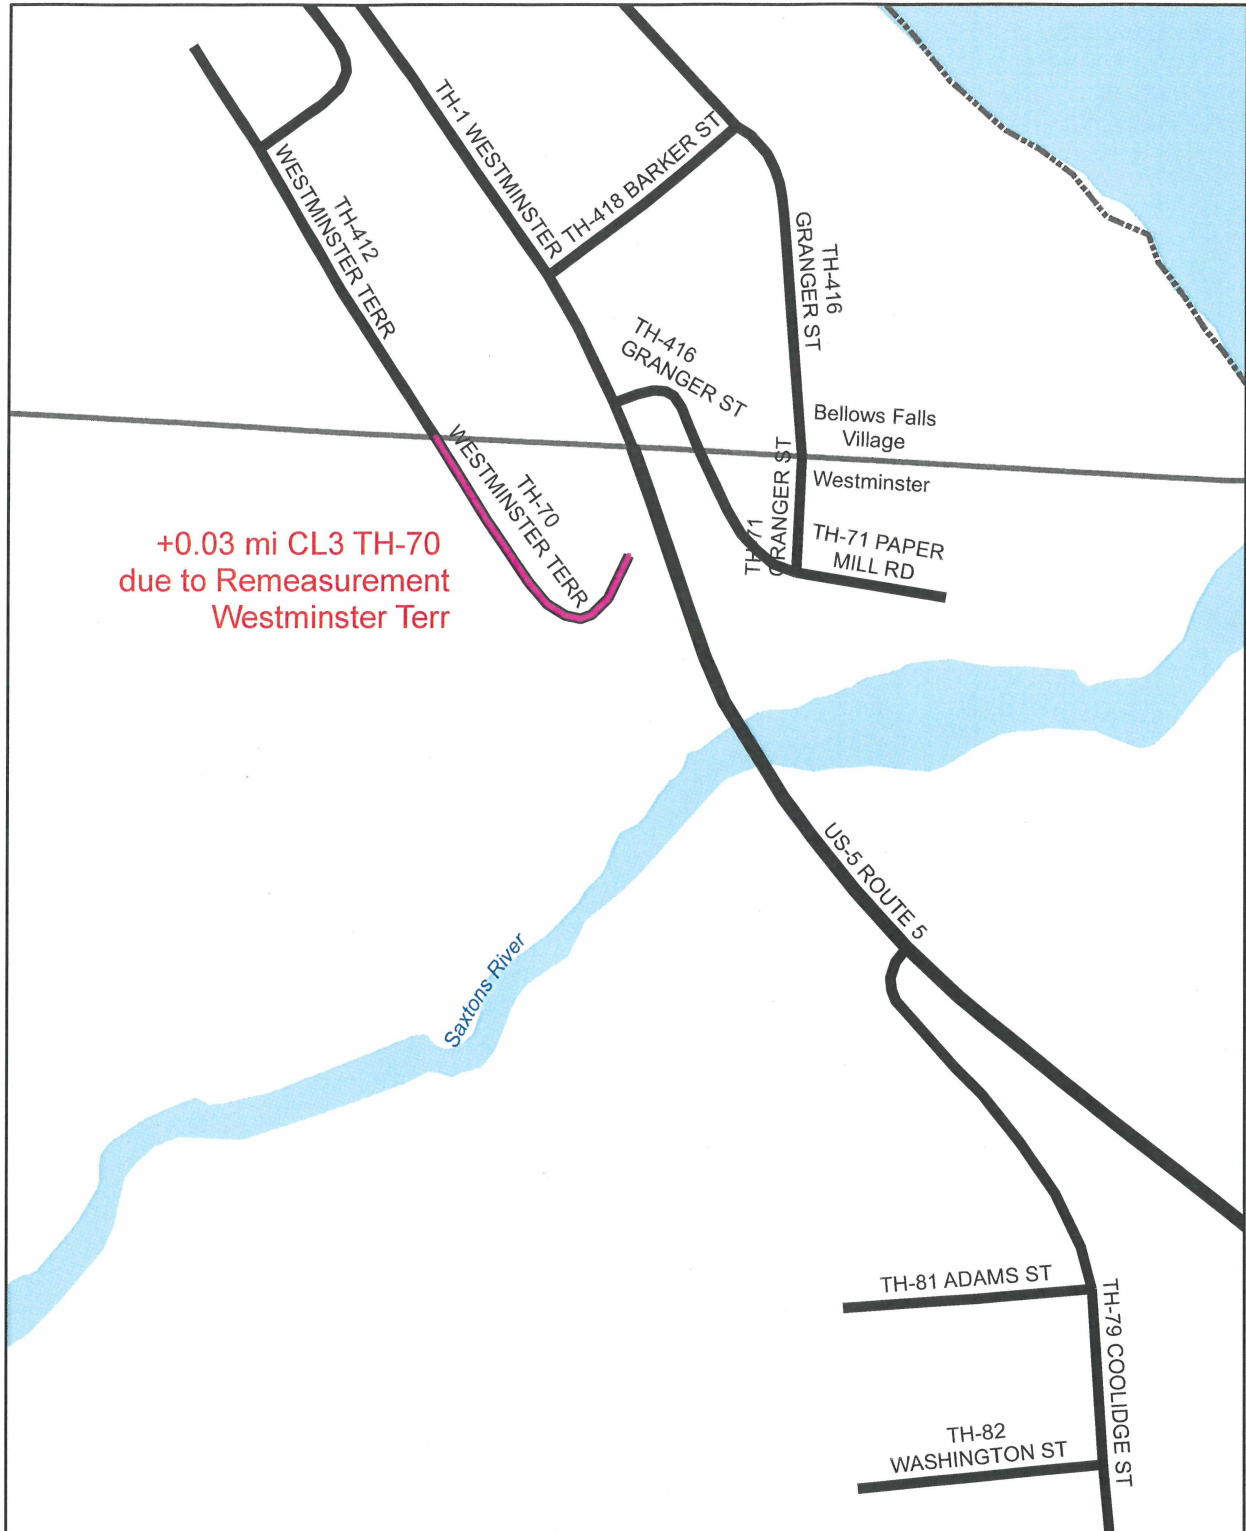 TH-1 WESTMINSTER
TH-418 BARKER ST
TH-412
WESTMINSTER TERR
TH-416
GRANGER ST
TH-416
GRANGER ST
Bellows Falls
Village
Westminster
TH-70
WESTMINSTER TERR
TH-71
GRANGER ST
TH-71 PAPER
MILL RD
+0.03 mi CL3 TH-70
due to Remeasurement
Westminster Terr
US-5 ROUTE 5
Saxtons River
TH-81 ADAMS ST
TH-79 COOLIDGE ST
TH-82
WASHINGTON ST